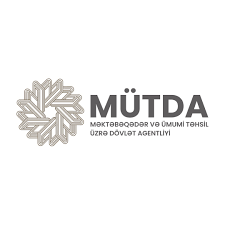 MÜTDA
MƏKTƏBƏQƏDƏR VƏ ÜMUMİ TƏHSİL
ÜZRƏ DÖVLƏT AGENTLİYİ